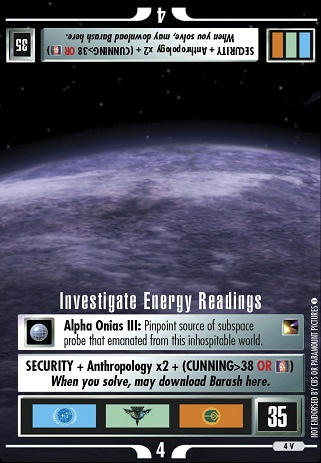 4
35
SECURITY + Anthropology x2 + (CUNNING>38 OR )
When you solve, may download Barash here.
Investigate Energy Readings
Alpha Onias III: Pinpoint source of subspace
probe that emanated from this inhospitable world.
SECURITY + Anthropology x2 + (CUNNING>38 OR )
When you solve, may download Barash here.
35
4
4 V
NOT ENDORSED BY CBS OR PARAMOUNT PICTURES